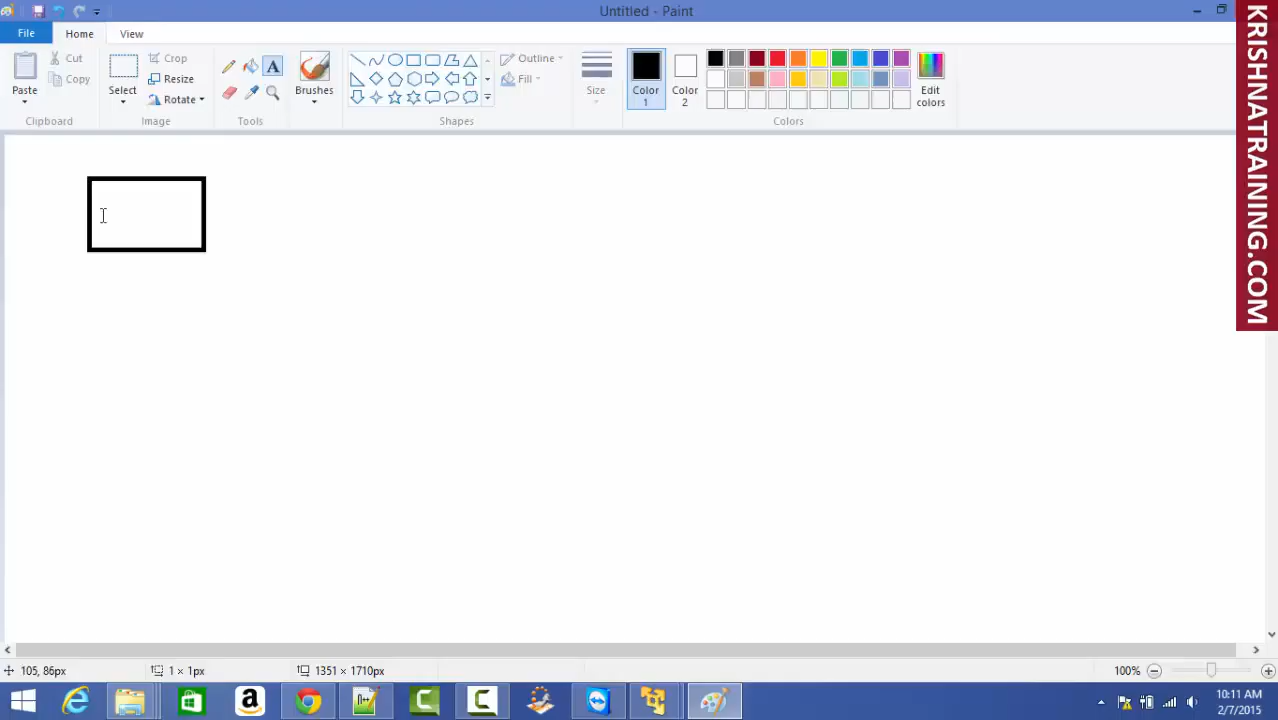 Untitled - Paint
File
Home
View
Paste
Cut
Copy
Clipboard
Select
Crop
Resize
Rotate
Image
A
Tools
Brushes
Outline
Fill
Shapes
Size
Color
1
Color
2
Edit
colors
Colors
KRISHNATRAINING.COM
105, 86px
1 × 1px
1351 × 1710px
100%
10:11 AM
2/7/2015